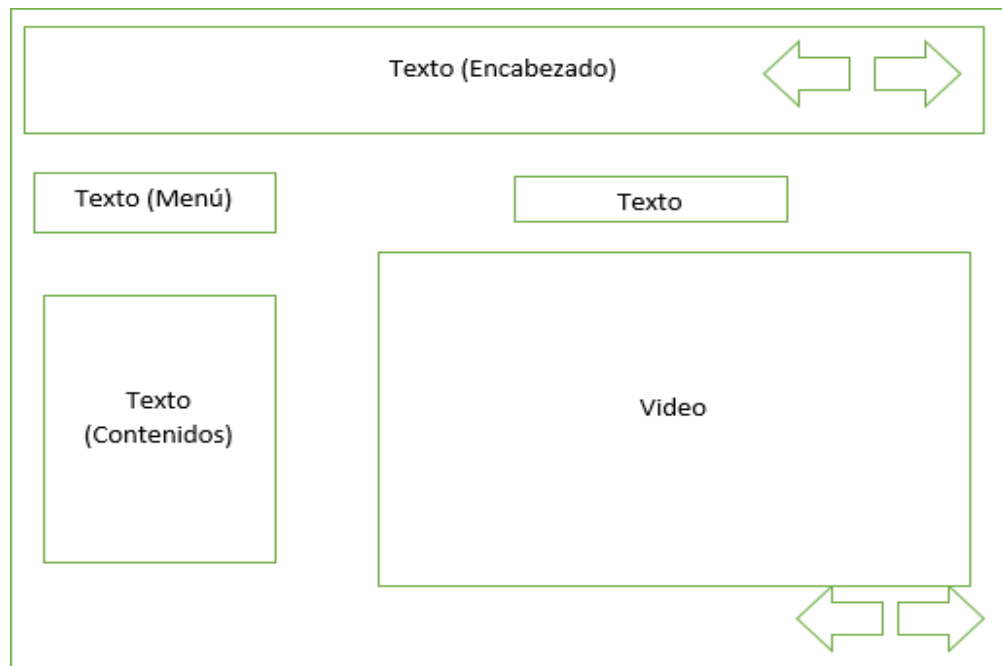 Texto (Encabezado)
Texto (Menú)
Texto
Texto
(Contenidos)
Video